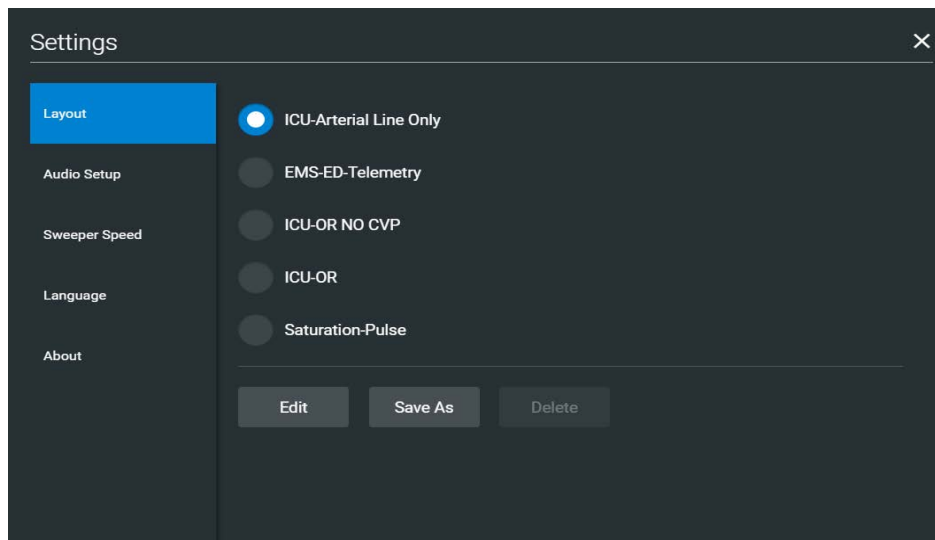 Settings
Layout
Audio Setup
Sweeper Speed
Language
About
ICU-Arterial Line Only
EMS-ED-Telemetry
ICU-OR NO CVP
ICU-OR
Saturation-Pulse
Edit
Save As
Delete